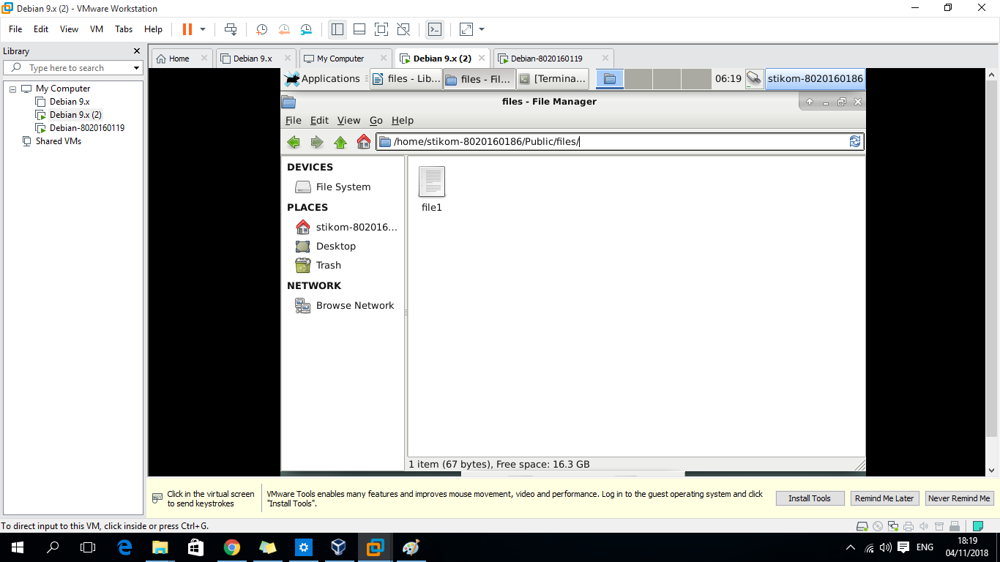 Debian 9.x (2) - VMware Workstation
File Edit View VM Tabs Help
Library
Type here to search
My Computer
Debian 9.x
Debian 9.x (2)
Debian-8020160119
Shared VMs
Home
Debian 9.x
My Computer
Debian 9.x (2)
Debian-8020160119
Applications
files - Lib...
files - Fil...
[Termina...
06:19
stikom-8020160186
files - File Manager
File Edit View Go Help
/home/stikom-8020160186/Public/files/
DEVICES
File System
PLACES
stikom-802016...
Desktop
Trash
NETWORK
Browse Network
file1
1 item (67 bytes), Free space: 16.3 GB
Click in the virtual screen
to send keystrokes
VMware Tools enables many features and improves mouse movement, video and performance. Log in to the guest operating system and click
"Install Tools".
Install Tools
Remind Me Later
Never Remind Me
To direct input to this VM, click inside or press Ctrl+G.
ENG
18:19
04/11/2018